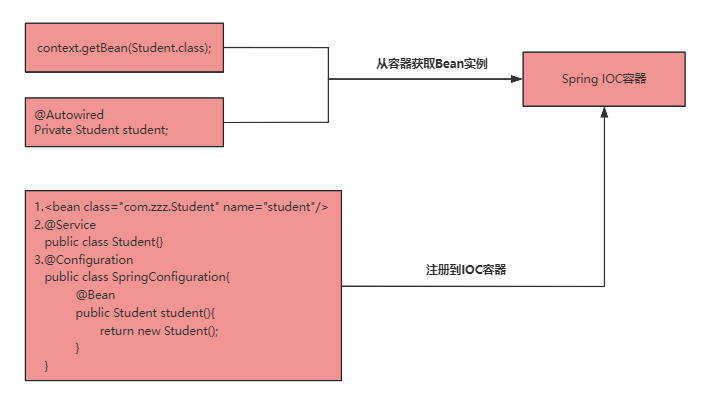 context.getBean(Student.class);
从容器获取Bean实例
Spring IOC容器
@Autowired
Private Student student;
1.<bean class="com.zzz.Student" name="student"/>
2.@Service
public class Student{}
3.@Configuration
public class SpringConfiguration{
@Bean
public Student student(){
return new Student();
}
}
注册到IOC容器